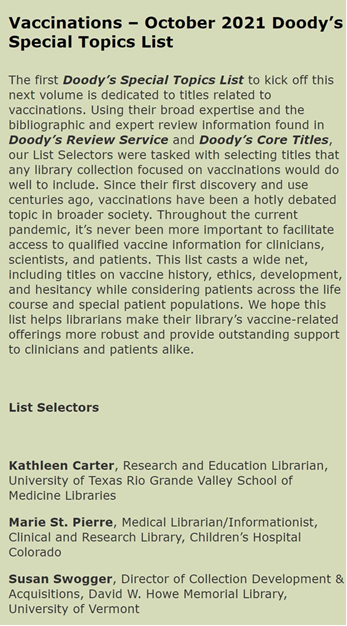 Vaccinations – October 2021 Doody's
Special Topics List
The first Doody's Special Topics List to kick off this
next volume is dedicated to titles related to
vaccinations. Using their broad expertise and the
bibliographic and expert review information found in
Doody's Review Service and Doody's Core Titles,
our List Selectors were tasked with selecting titles that
any library collection focused on vaccinations would do
well to include. Since their first discovery and use
centuries ago, vaccinations have been a hotly debated
topic in broader society. Throughout the current
pandemic, it's never been more important to facilitate
access to qualified vaccine information for clinicians,
scientists, and patients. This list casts a wide net,
including titles on vaccine history, ethics, development,
and hesitancy while considering patients across the life
course and special patient populations. We hope this
list helps librarians make their library's vaccine-related
offerings more robust and provide outstanding support
to clinicians and patients alike.
List Selectors
Kathleen Carter, Research and Education Librarian,
University of Texas Rio Grande Valley School of
Medicine Libraries
Marie St. Pierre, Medical Librarian/Informationist,
Clinical and Research Library, Children's Hospital
Colorado
Susan Swogger, Director of Collection Development &
Acquisitions, David W. Howe Memorial Library,
University of Vermont